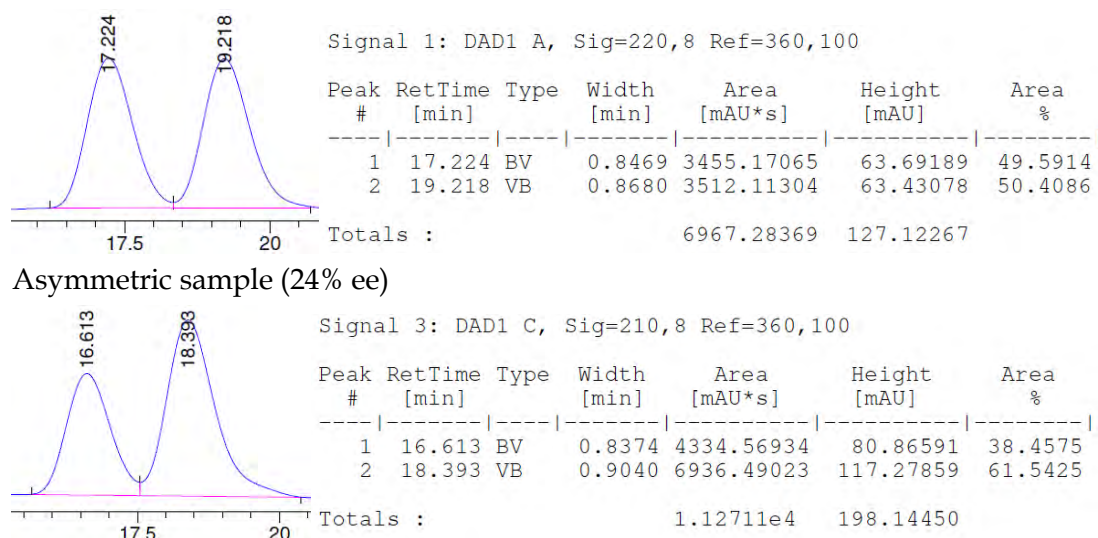 17.224
19.218
17.5
20
Signal 1: DAD1 A, Sig=220,8 Ref=360,100
Peak RetTime Type Width Area Height Area
# [min] [min] [mAU*s] [mAU] %
----|-------|----|-------|----------|----------|--------
1 17.224 BV 0.8469 3455.17065 63.69189 49.5914
2 19.218 VB 0.8680 3512.11304 63.43078 50.4086
Totals : 6967.28369 127.12267
Asymmetric sample (24% ee)
16.613
18.393
17.5
20
Signal 3: DAD1 C, Sig=210,8 Ref=360,100
Peak RetTime Type Width Area Height Area
# [min] [min] [mAU*s] [mAU] %
----|-------|----|-------|----------|----------|--------|
1 16.613 BV 0.8374 4334.56934 80.86591 38.4575
2 18.393 VB 0.9040 6936.49023 117.27859 61.5425
Totals : 1.12711e4 198.14450